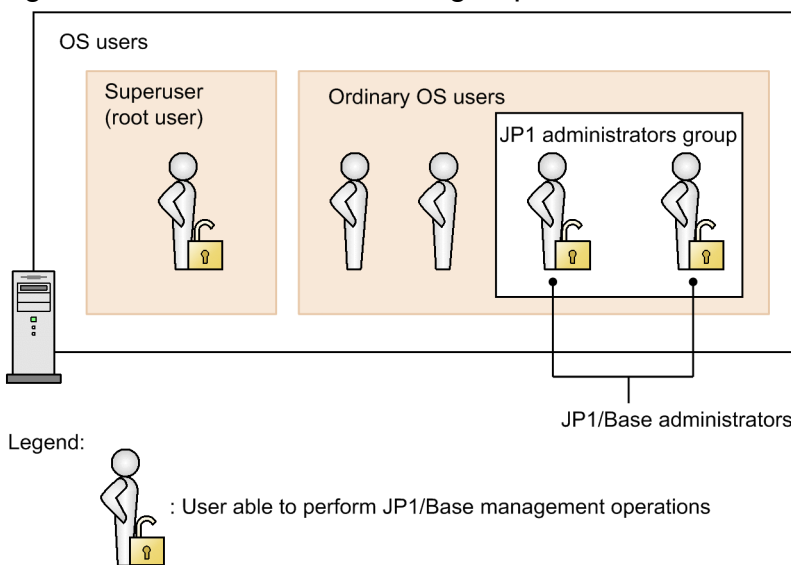 OS users
Superuser
(root user)
Ordinary OS users
JP1 administrators group
JP1/Base administrators
Legend:
: User able to perform JP1/Base management operations